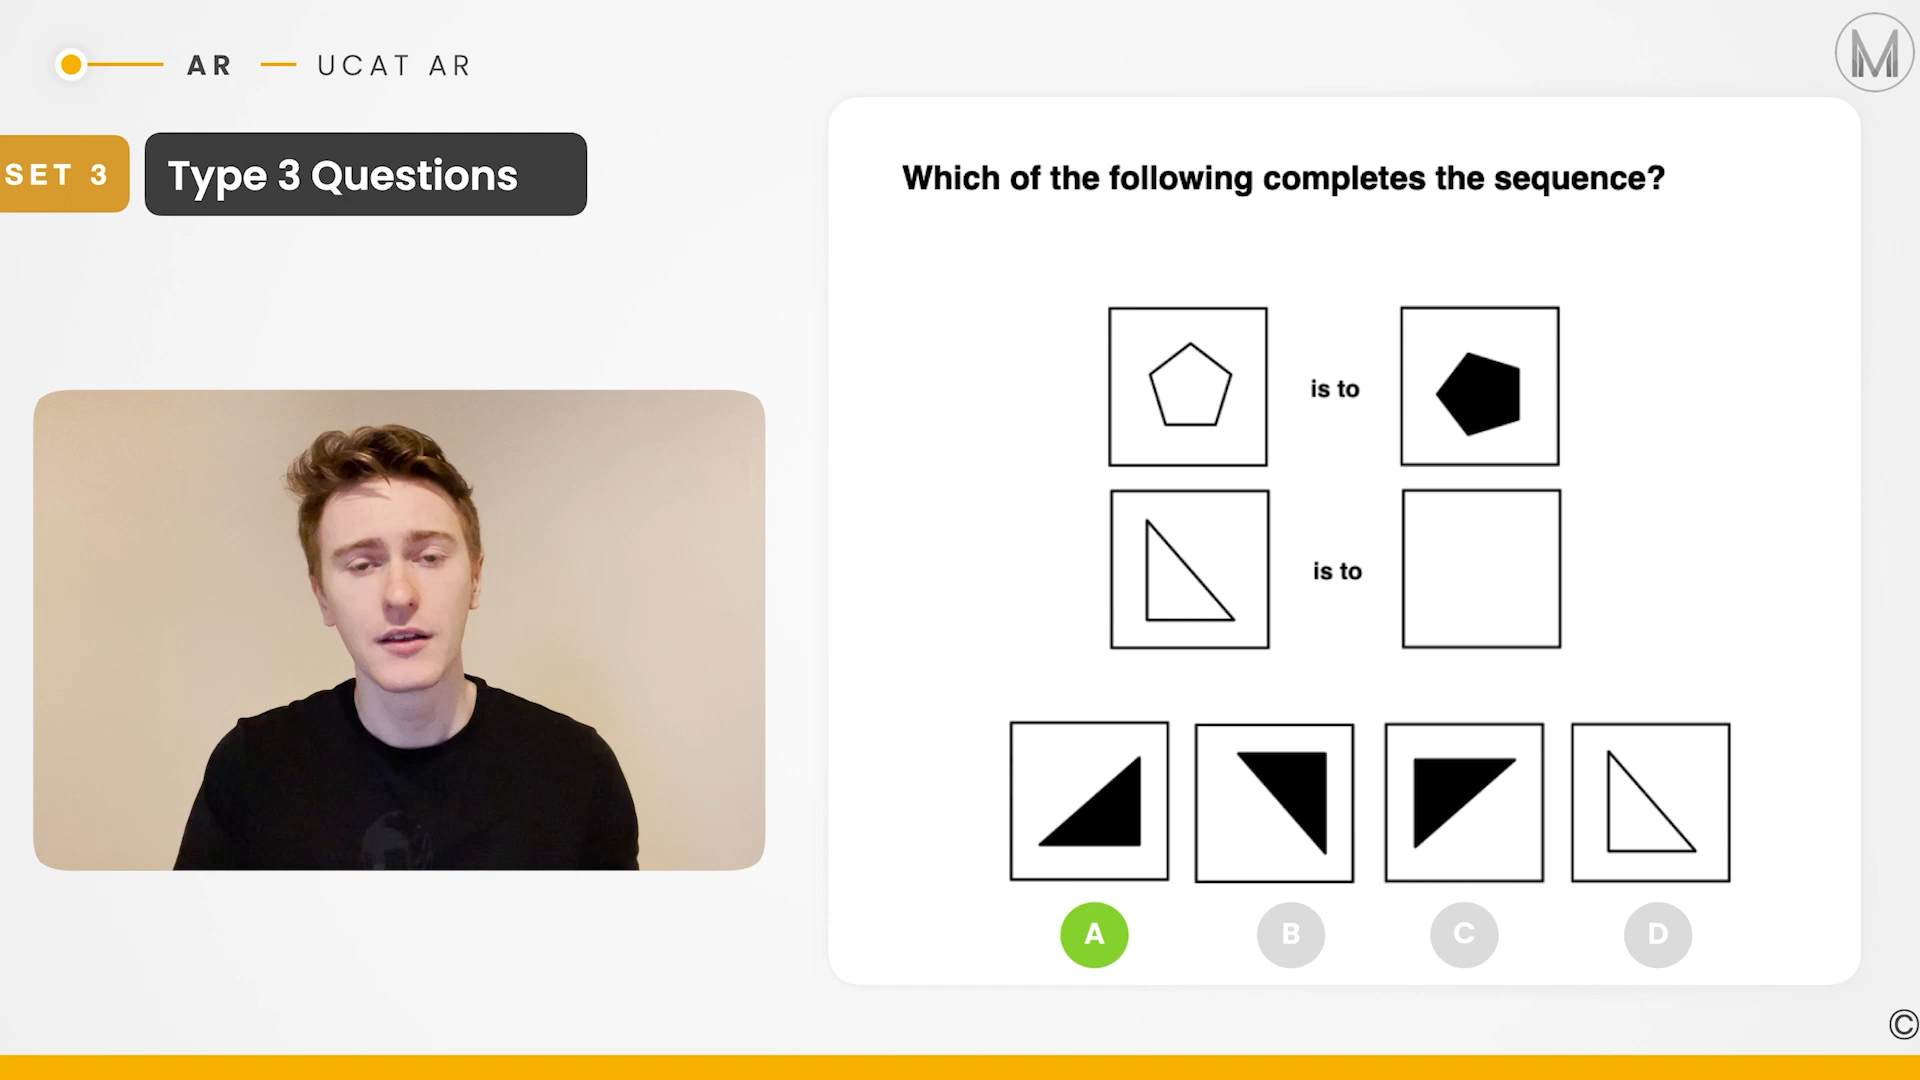 AR — UCAT AR
SET 3
Type 3 Questions
Which of the following completes the sequence?
is to
is to
A B C D
M
©